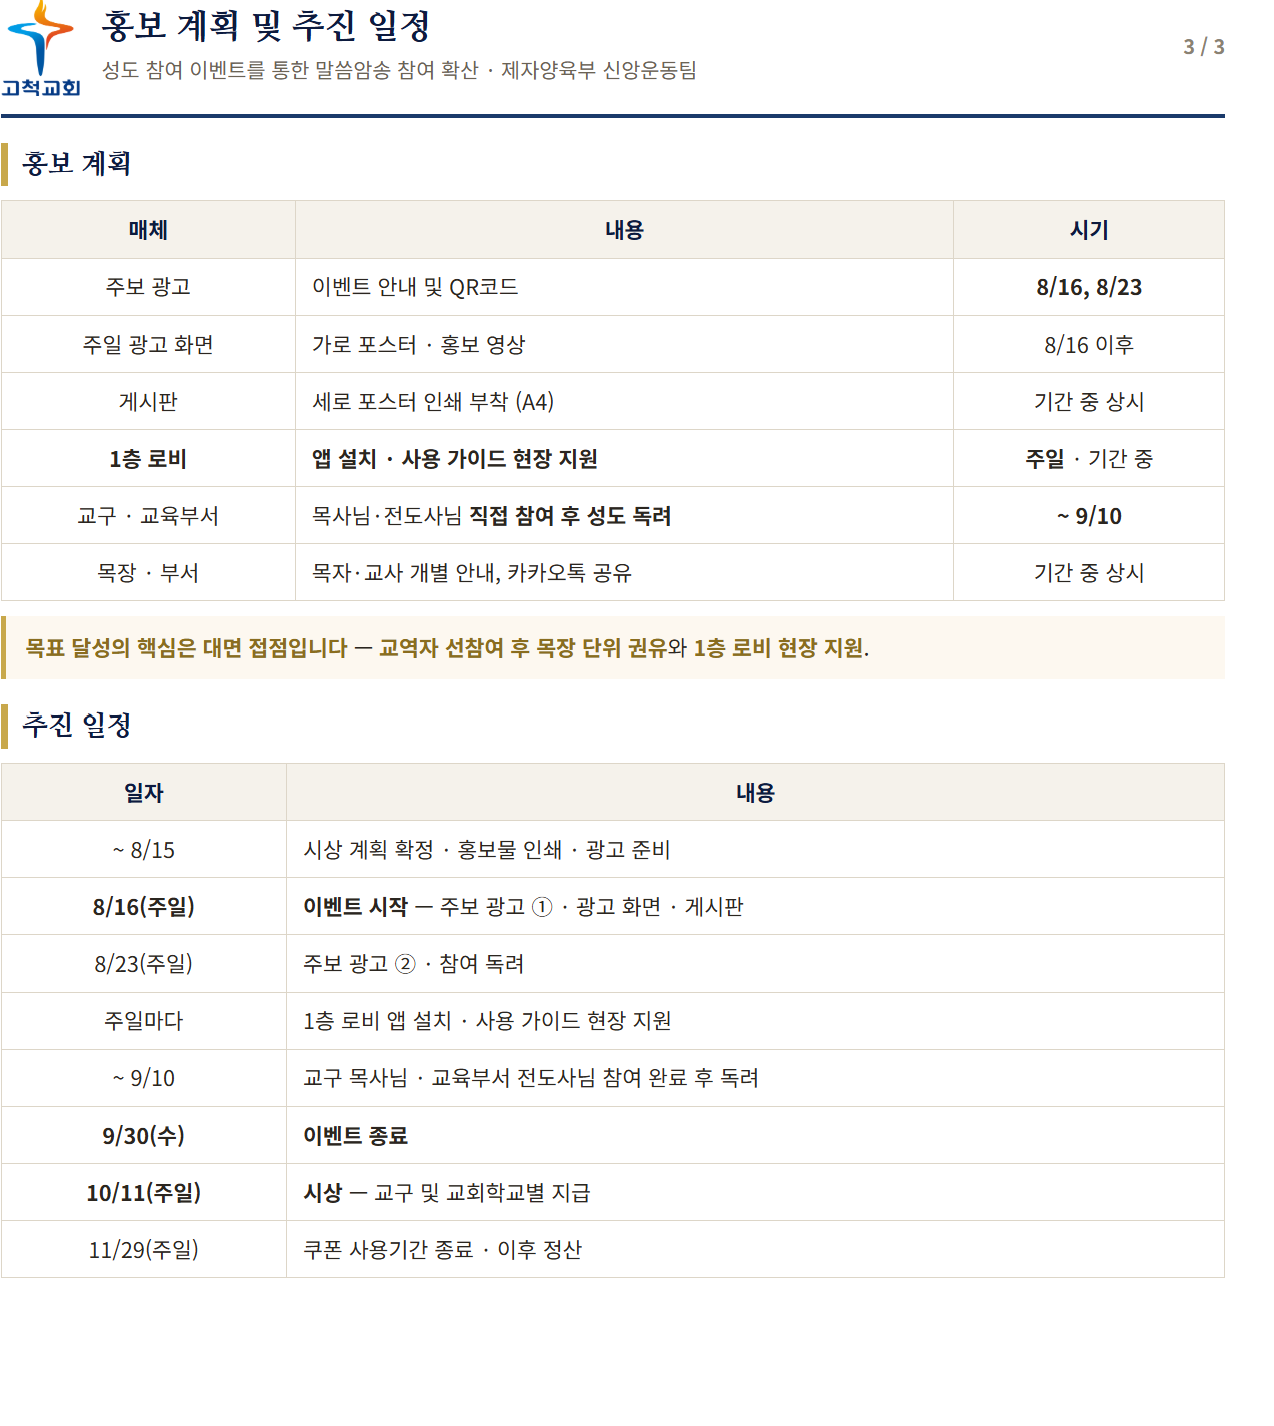 홍보 계획 및 추진 일정
성도 참여 이벤트를 통한 말씀암송 참여 확산 · 제자양육부 신앙운동팀
3 / 3
고척교회
홍보 계획
매체 내용 시기
주보 광고 이벤트 안내 및 QR코드 8/16, 8/23
주일 광고 화면 가로 포스터 · 홍보 영상 8/16 이후
게시판 세로 포스터 인쇄 부착 (A4) 기간 중 상시
1층 로비 앱 설치 · 사용 가이드 현장 지원 주일 · 기간 중
교구 · 교육부서 목사님·전도사님 직접 참여 후 성도 독려 ~ 9/10
목장 · 부서 목자·교사 개별 안내, 카카오톡 공유 기간 중 상시
목표 달성의 핵심은 대면 접점입니다 — 교역자 선참여 후 목장 단위 권유와 1층 로비 현장 지원.
추진 일정
일자 내용
~ 8/15 시상 계획 확정 · 홍보물 인쇄 · 광고 준비
8/16(주일) 이벤트 시작 — 주보 광고 ① · 광고 화면 · 게시판
8/23(주일) 주보 광고 ② · 참여 독려
주일마다 1층 로비 앱 설치 · 사용 가이드 현장 지원
~ 9/10 교구 목사님 · 교육부서 전도사님 참여 완료 후 독려
9/30(수) 이벤트 종료
10/11(주일) 시상 — 교구 및 교회학교별 지급
11/29(주일) 쿠폰 사용기간 종료 · 이후 정산